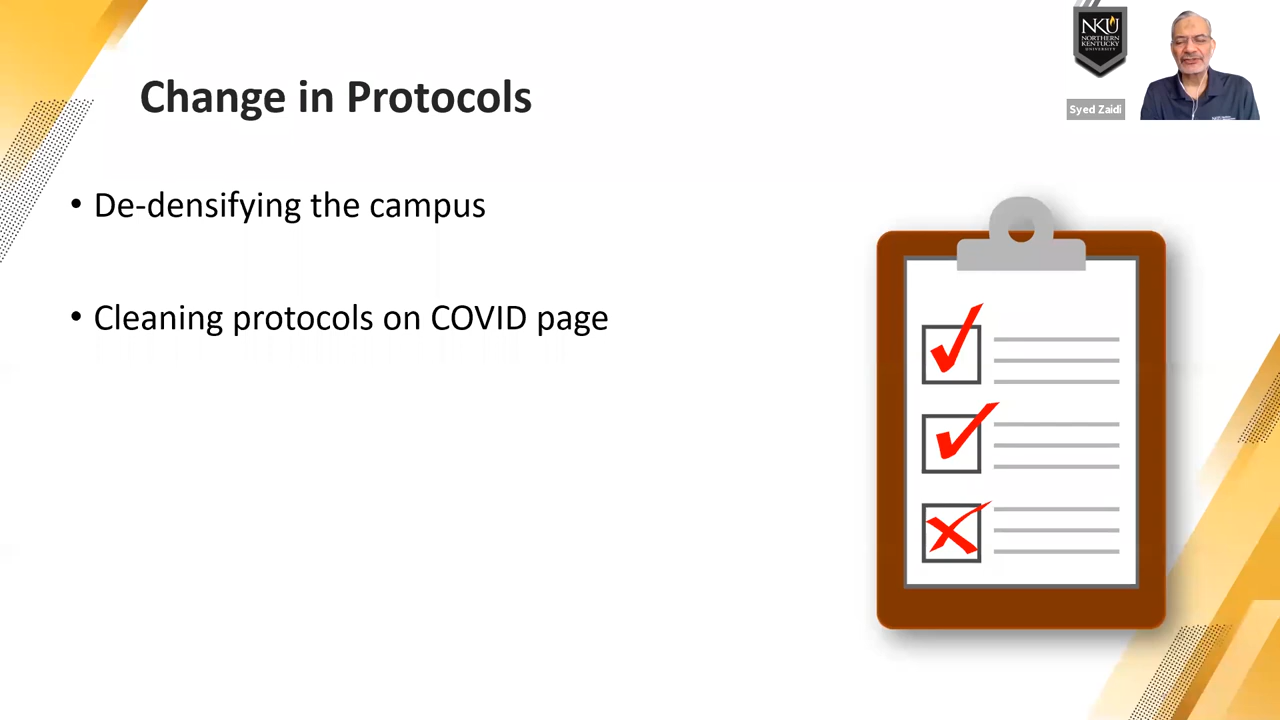 NKU
NORTHERN
KENTUCKY
UNIVERSITY
Syed Zaidi
Change in Protocols
• De-densifying the campus
• Cleaning protocols on COVID page